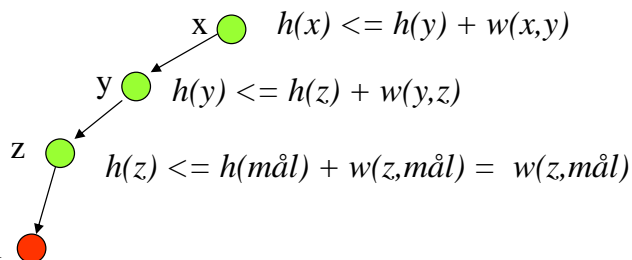 x h(x) <= h(y) + w(x,y)
y h(y) <= h(z) + w(y,z)
z h(z) <= h(mål) + w(z,mål) = w(z,mål)